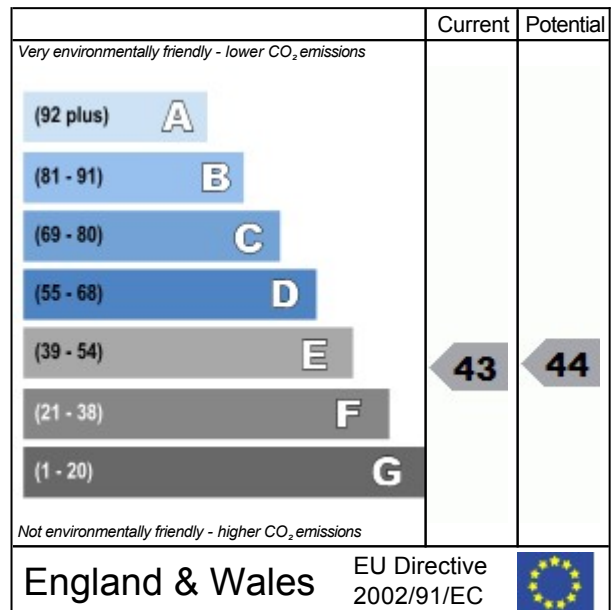 Current Potential
Very environmentally friendly - lower CO₂ emissions
(92 plus) A
(81 - 91) B
(69 - 80) C
(55 - 68) D
(39 - 54) E
43 44
(21 - 38) F
(1 - 20) G
Not environmentally friendly - higher CO₂ emissions
England & Wales
EU Directive
2002/91/EC